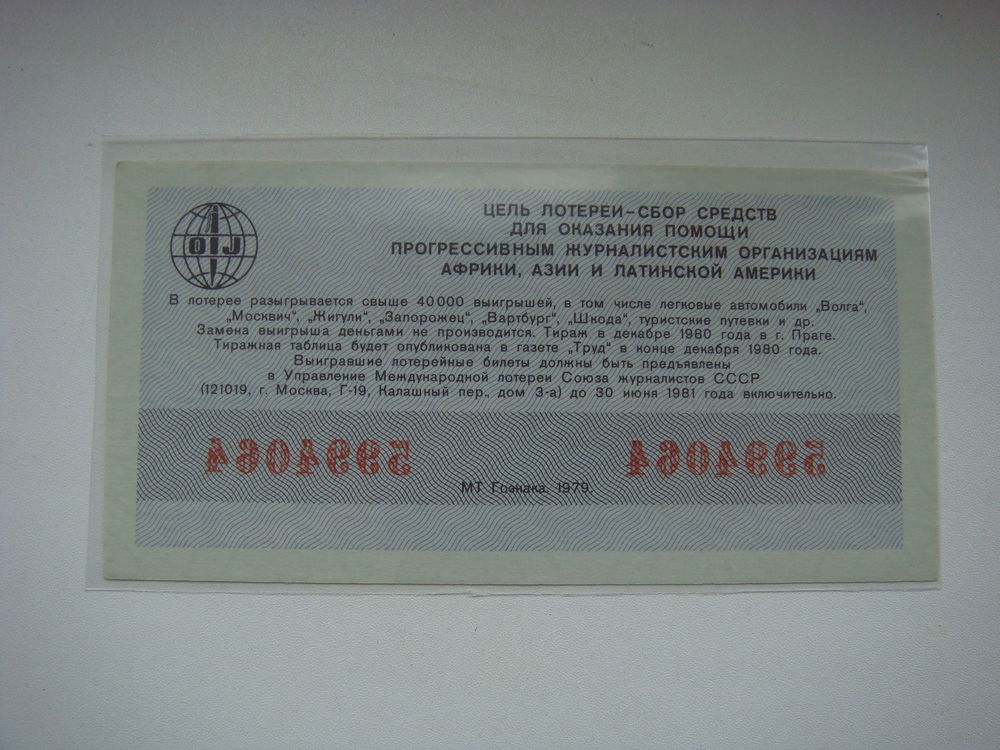 OIJ
ЦЕЛЬ ЛОТЕРЕИ-СБОР СРЕДСТВ
ДЛЯ ОКАЗАНИЯ ПОМОЩИ
ПРОГРЕССИВНЫМ ЖУРНАЛИСТСКИМ ОРГАНИЗАЦИЯМ
АФРИКИ, АЗИИ И ЛАТИНСКОЙ АМЕРИКИ
В лотерее разыгрывается свыше 40000 выигрышей, в том числе легковые автомобили „Волга“,
„Москвич“, „Жигули“, „Запорожец“, „Вартбург“, „Шкода“, туристские путевки и др.
Замена выигрыша деньгами не производится. Тираж в декабре 1980 года в г. Праге.
Тиражная таблица будет опубликована в газете „Труд“ в конце декабря 1980 года.
Выигравшие лотерейные билеты должны быть предъявлены
в Управление Международной лотереи Союза журналистов СССР
(121019, г. Москва, Г-19, Калашный пер., дом 3-а) до 30 июня 1981 года включительно.
5994064 5994064
МТ Гознака. 1979.